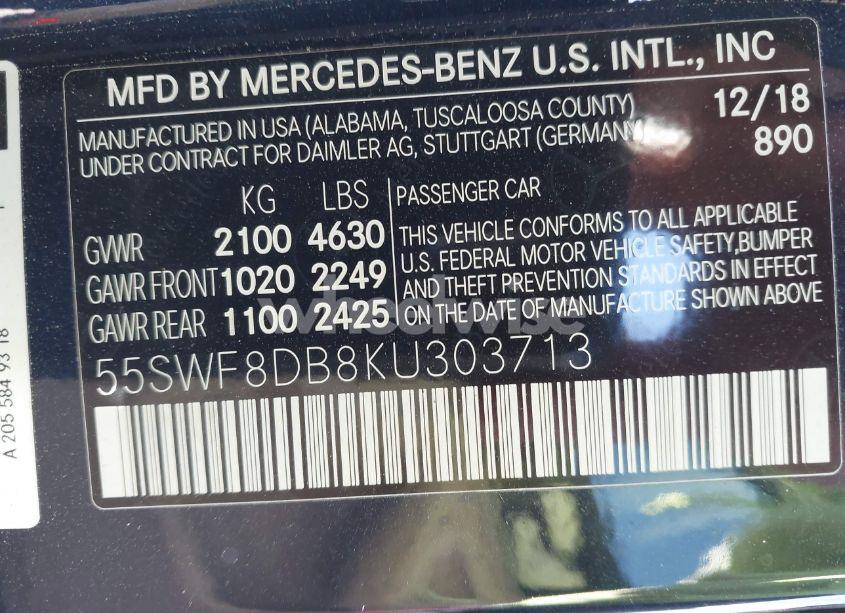 MFD BY MERCEDES-BENZ U.S. INTL., INC
MANUFACTURED IN USA (ALABAMA, TUSCALOOSA COUNTY) 12/18
UNDER CONTRACT FOR DAIMLER AG, STUTTGART (GERMANY) 890
KG LBS PASSENGER CAR
GVWR 2100 4630 THIS VEHICLE CONFORMS TO ALL APPLICABLE
U.S. FEDERAL MOTOR VEHICLE SAFETY,BUMPER
GAWR FRONT 1020 2249 AND THEFT PREVENTION STANDARDS IN EFFECT
GAWR REAR 1100 2425 ON THE DATE OF MANUFACTURE SHOWN ABOVE
wheelwise
55SWF8DB8KU303713
A 205 584 93 18